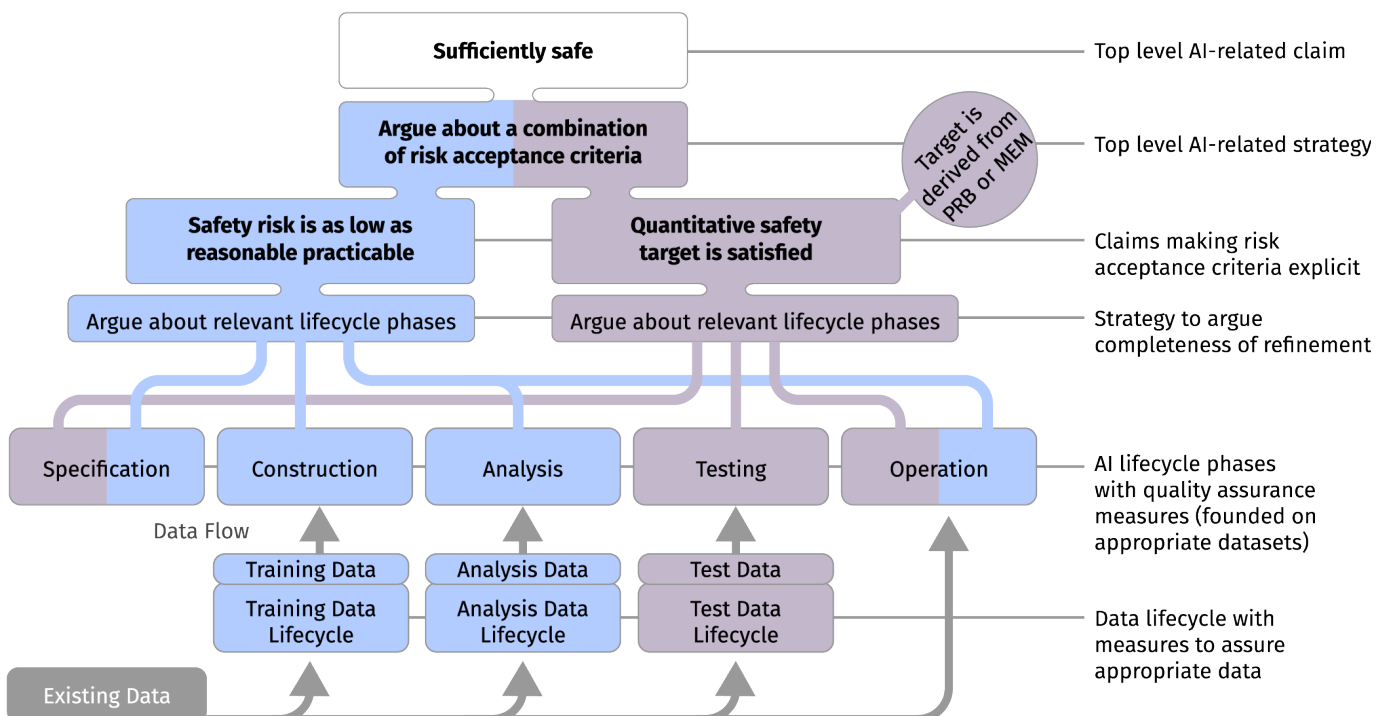 Sufficiently safe
Top level AI-related claim
Argue about a combination
of risk acceptance criteria
Target is
derived from
PRB or MEM
Top level AI-related strategy
Safety risk is as low as
reasonable practicable
Quantitative safety
target is satisfied
Claims making risk
acceptance criteria explicit
Argue about relevant lifecycle phases
Argue about relevant lifecycle phases
Strategy to argue
completeness of refinement
Specification
Construction
Analysis
Testing
Operation
AI lifecycle phases
with quality assurance
measures (founded on
appropriate datasets)
Data Flow
Training Data
Analysis Data
Test Data
Training Data
Lifecycle
Analysis Data
Lifecycle
Test Data
Lifecycle
Data lifecycle with
measures to assure
appropriate data
Existing Data